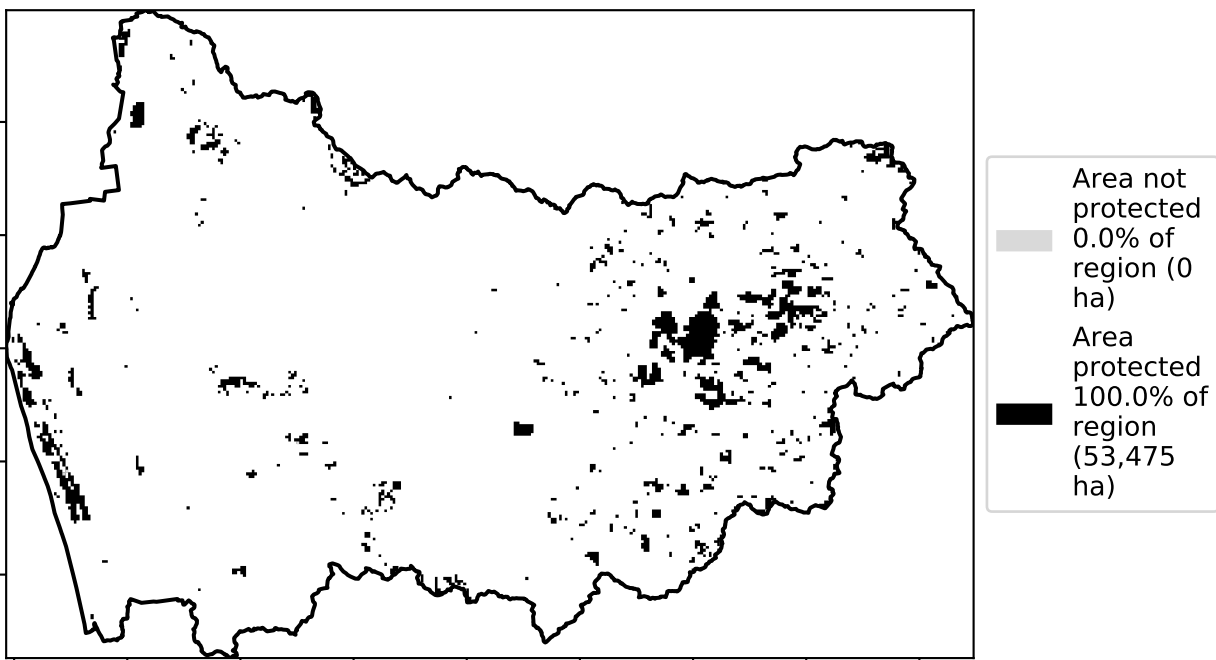 Area not
protected
0.0% of
region (0
ha)
Area
protected
100.0% of
region
(53,475
ha)